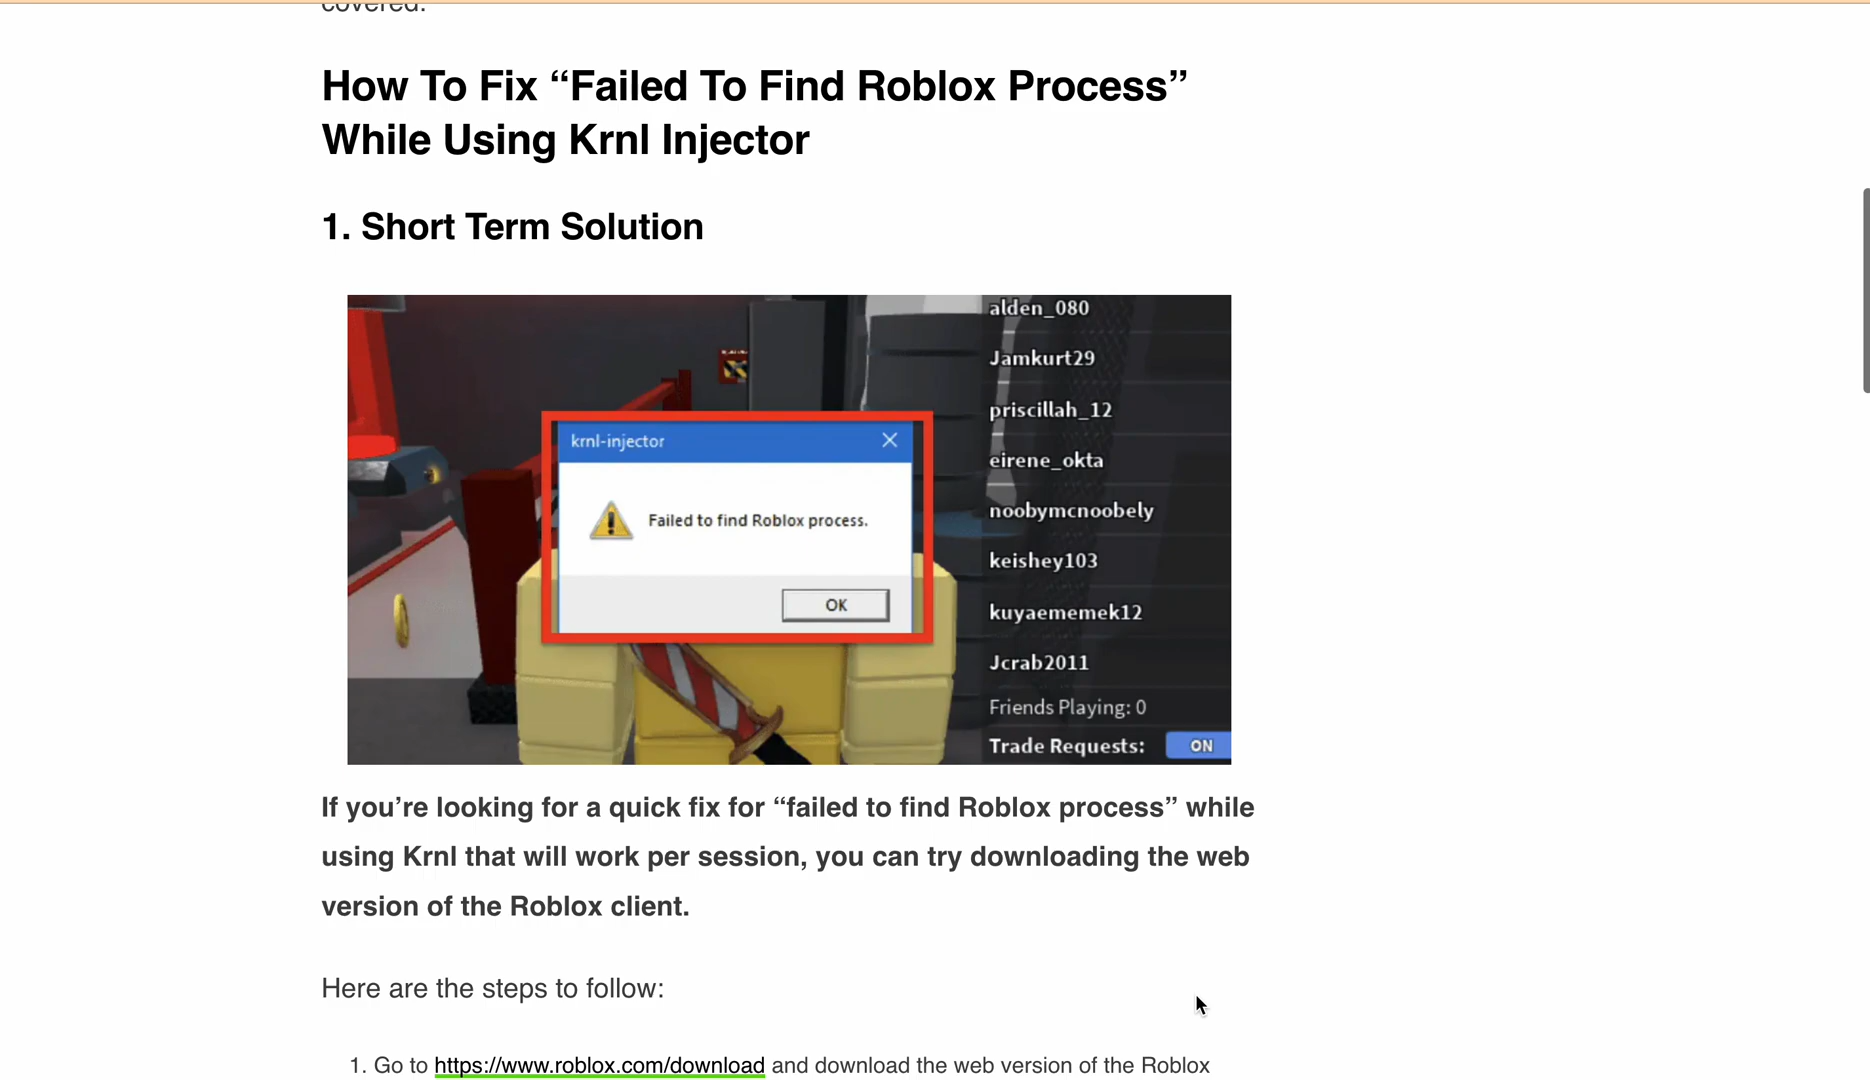 covered.
How To Fix “Failed To Find Roblox Process”
While Using Krnl Injector
1. Short Term Solution
alden_080
Jamkurt29
priscillah_12
eirene_okta
noobymcnoobely
keishey103
kuyaememek12
Jcrab2011
Friends Playing: 0
Trade Requests: ON
krnl-injector
Failed to find Roblox process.
OK
If you’re looking for a quick fix for “failed to find Roblox process” while
using Krnl that will work per session, you can try downloading the web
version of the Roblox client.
Here are the steps to follow:
1. Go to https://www.roblox.com/download and download the web version of the Roblox